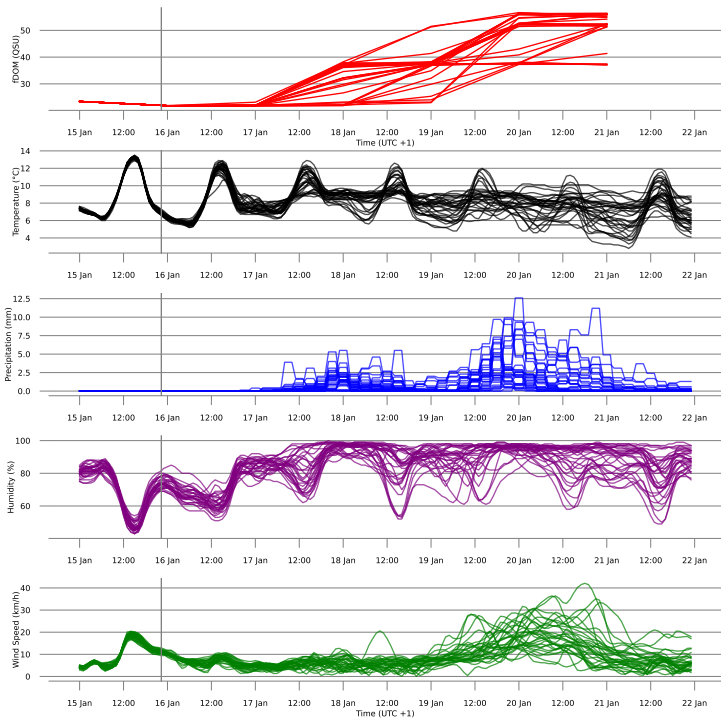 fDOM (QSU)
50
40
30
15 Jan 12:00 16 Jan 12:00 17 Jan 12:00 18 Jan 12:00 19 Jan 12:00 20 Jan 12:00 21 Jan 12:00 22 Jan
Time (UTC +1)
Temperature (°C)
14
12
10
8
6
4
15 Jan 12:00 16 Jan 12:00 17 Jan 12:00 18 Jan 12:00 19 Jan 12:00 20 Jan 12:00 21 Jan 12:00 22 Jan
Precipitation (mm)
12.5
10.0
7.5
5.0
2.5
0.0
15 Jan 12:00 16 Jan 12:00 17 Jan 12:00 18 Jan 12:00 19 Jan 12:00 20 Jan 12:00 21 Jan 12:00 22 Jan
Humidity (%)
100
80
60
15 Jan 12:00 16 Jan 12:00 17 Jan 12:00 18 Jan 12:00 19 Jan 12:00 20 Jan 12:00 21 Jan 12:00 22 Jan
Wind Speed (km/h)
40
30
20
10
0
15 Jan 12:00 16 Jan 12:00 17 Jan 12:00 18 Jan 12:00 19 Jan 12:00 20 Jan 12:00 21 Jan 12:00 22 Jan
Time (UTC +1)